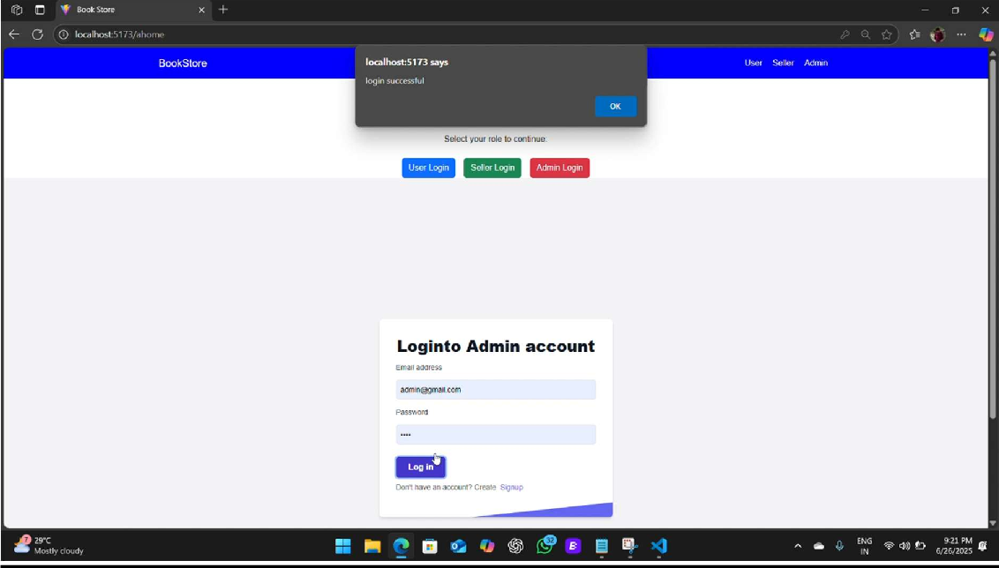 Book Store
localhost:5173/ahome
BookStore
User Seller Admin
localhost:5173 says
login successful
OK
Select your role to continue:
User Login Seller Login Admin Login
Loginto Admin account
Email address
admin@gmail.com
Password
Log in
Don't have an account? Create Signup
7
29°C
Mostly cloudy
32
E
ENG
IN
9:21 PM
6/26/2025